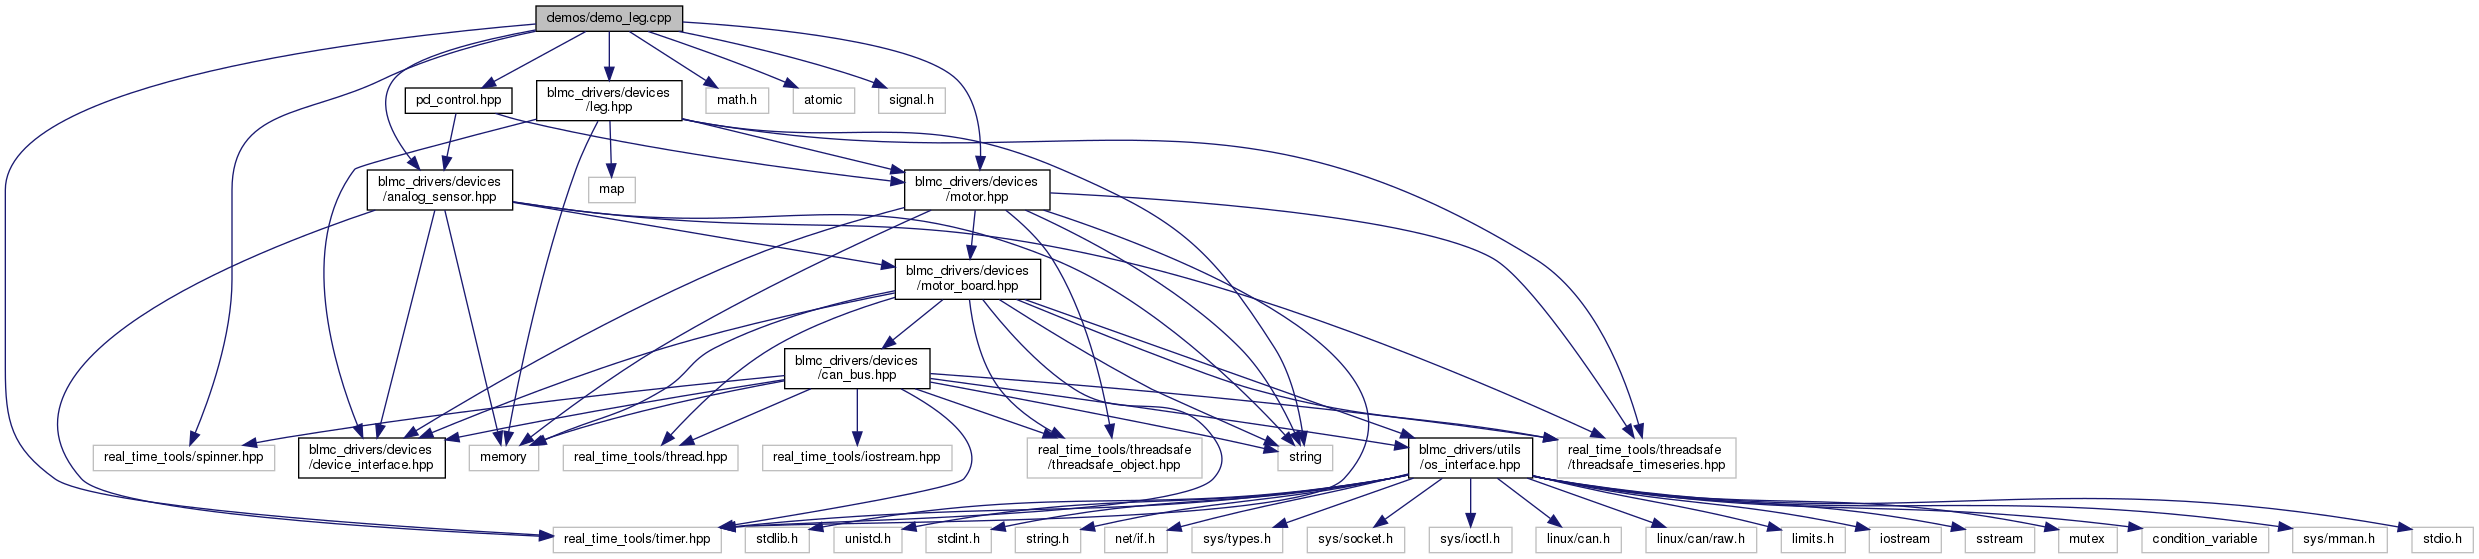 demos/demo_leg.cpp
pd_control.hpp
blmc_drivers/devices
/leg.hpp
math.h
atomic
signal.h
blmc_drivers/devices
/analog_sensor.hpp
map
blmc_drivers/devices
/motor.hpp
blmc_drivers/devices
/motor_board.hpp
blmc_drivers/devices
/can_bus.hpp
real_time_tools/spinner.hpp
blmc_drivers/devices
/device_interface.hpp
memory
real_time_tools/thread.hpp
real_time_tools/iostream.hpp
real_time_tools/threadsafe
/threadsafe_object.hpp
string
blmc_drivers/utils
/os_interface.hpp
real_time_tools/threadsafe
/threadsafe_timeseries.hpp
real_time_tools/timer.hpp
stdlib.h
unistd.h
stdint.h
string.h
net/if.h
sys/types.h
sys/socket.h
sys/ioctl.h
linux/can.h
linux/can/raw.h
limits.h
iostream
sstream
mutex
condition_variable
sys/mman.h
stdio.h